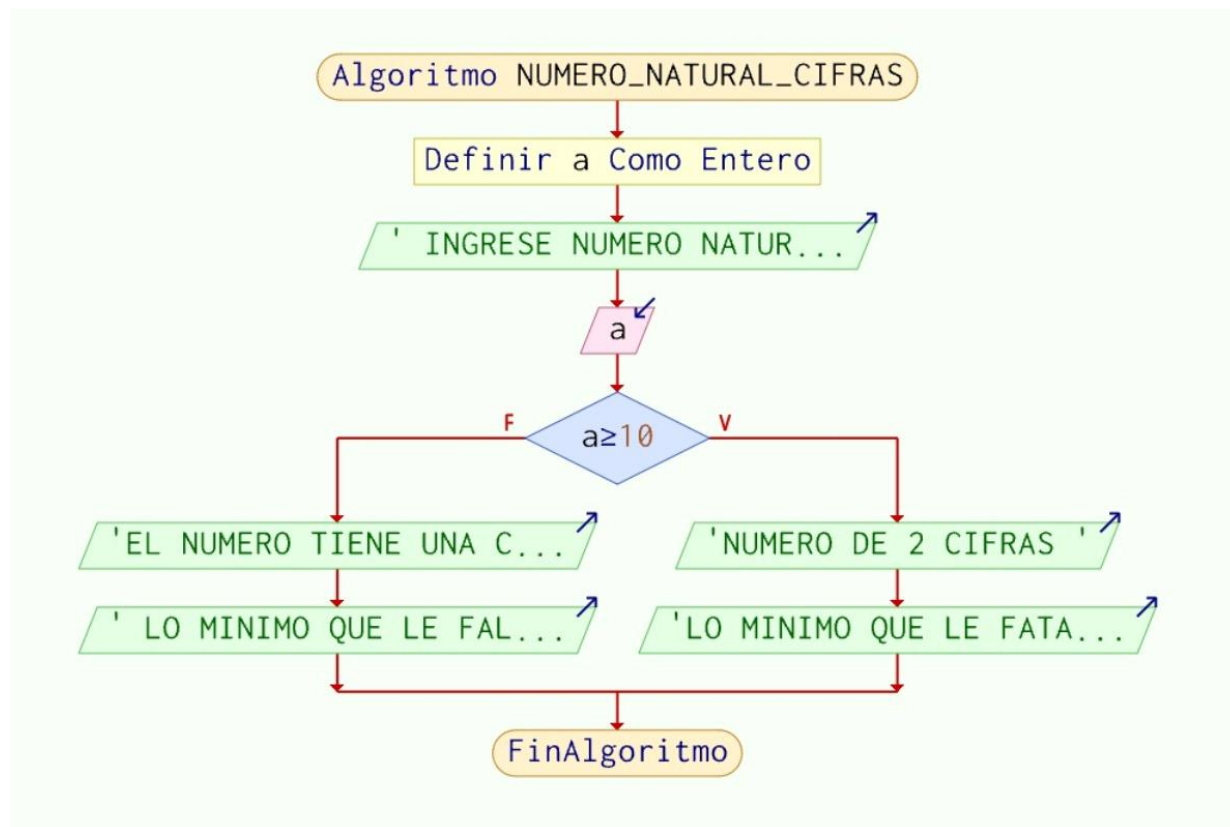 Algoritmo NUMERO_NATURAL_CIFRAS
Definir a Como Entero
' INGRESE NUMERO NATUR...
a
F
a≥10
V
'EL NUMERO TIENE UNA C...
'NUMERO DE 2 CIFRAS '
' LO MINIMO QUE LE FAL...
'LO MINIMO QUE LE FATA...
FinAlgoritmo